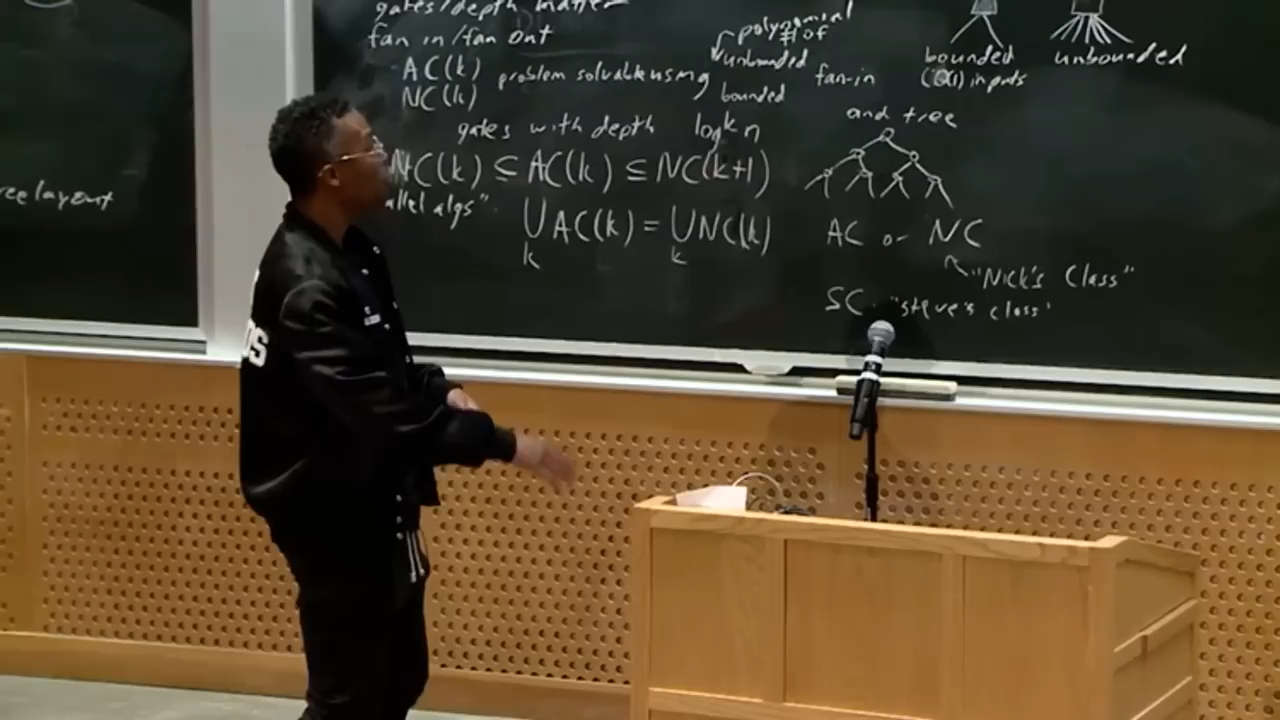 gates/depth matter
fan in/fan out
AC(k)
NC(k)
problem solvable using
polynomial
# of
unbounded
bounded
fan-in
gates with depth log^k n
NC(k) ⊆ AC(k) ⊆ NC(k+1)
allel algs".
⋃ AC(k) = ⋃ NC(k)
k k
bounded
(O(1)) inputs
unbounded
and tree
AC or NC
"Nick's Class"
SC. "Steve's class"
ree layout
OS